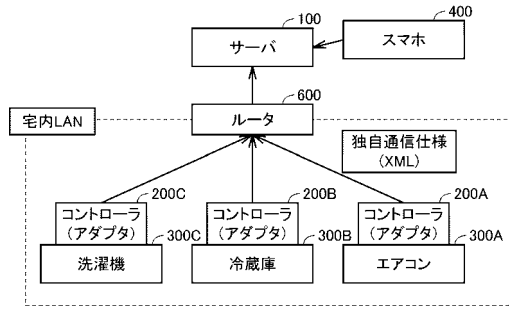 100
サーバ
400
スマホ
600
ルータ
宅内LAN
独自通信仕様
(XML)
200C
コントローラ
(アダプタ)
300C
洗濯機
200B
コントローラ
(アダプタ)
300B
冷蔵庫
200A
コントローラ
(アダプタ)
300A
エアコン